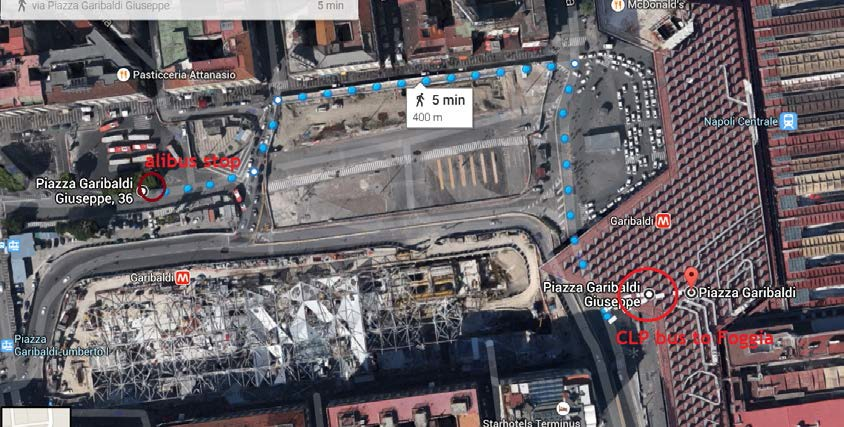 via Piazza Garibaldi Giuseppe 5 min
McDonald's
Pasticceria Attanasio
5 min
400 m
Napoli Centrale
alibus stop
Piazza Garibaldi
Giuseppe, 36
Garibaldi M
Garibaldi M
Piazza Garibaldi
Giuseppe
Piazza Garibaldi
CLP bus to Foggia
Piazza
Garibaldi-umberto I
Starhotels Terminus